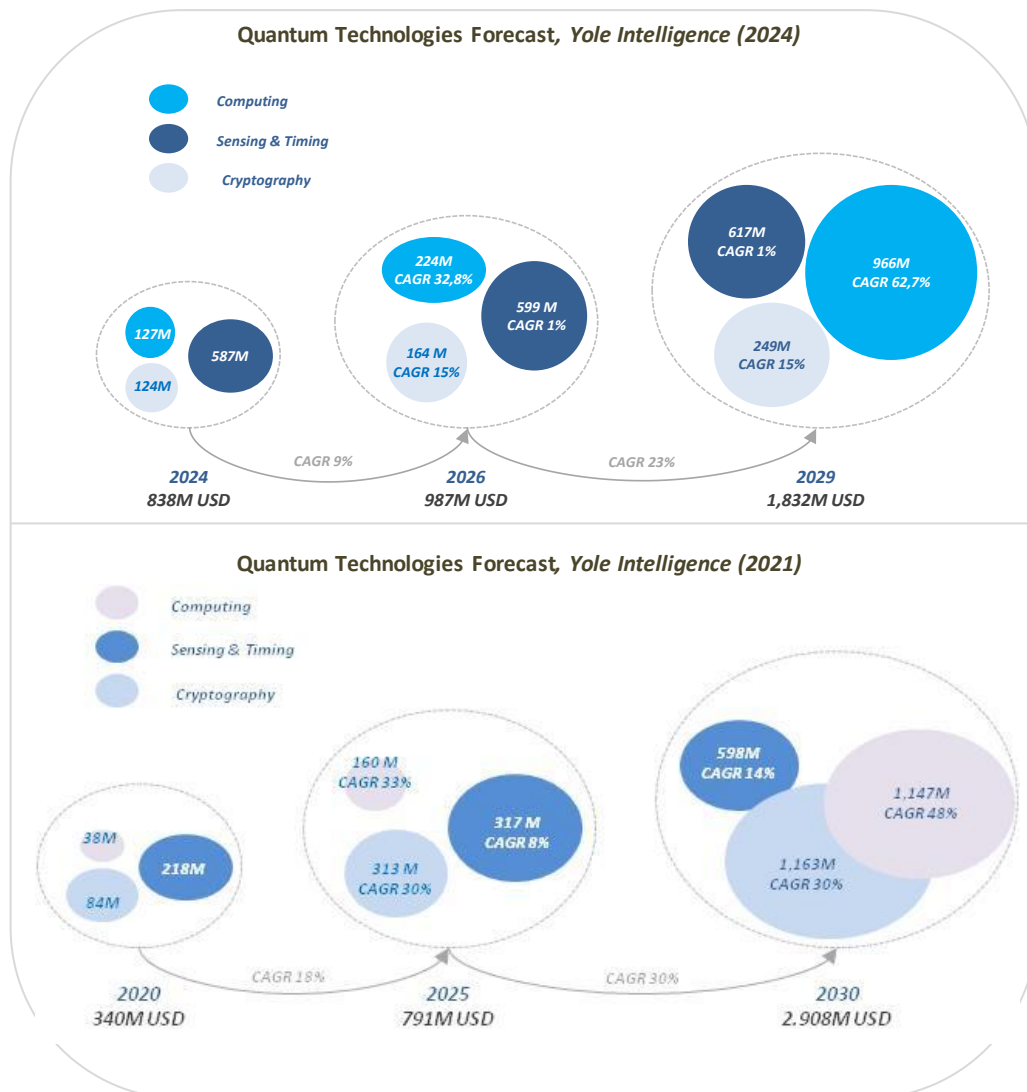 Quantum Technologies Forecast, Yole Intelligence (2024)
Computing
Sensing & Timing
Cryptography
127M
124M
587M
224M
CAGR 32,8%
164 M
CAGR 15%
599 M
CAGR 1%
617M
CAGR 1%
966M
CAGR 62,7%
249M
CAGR 15%
CAGR 9%
CAGR 23%
2024
838M USD
2026
987M USD
2029
1,832M USD
Quantum Technologies Forecast, Yole Intelligence (2021)
Computing
Sensing & Timing
Cryptography
38M
84M
218M
160 M
CAGR 33%
313 M
CAGR 30%
317 M
CAGR 8%
598M
CAGR 14%
1,147M
CAGR 48%
1,163M
CAGR 30%
CAGR 18%
CAGR 30%
2020
340M USD
2025
791M USD
2030
2.908M USD